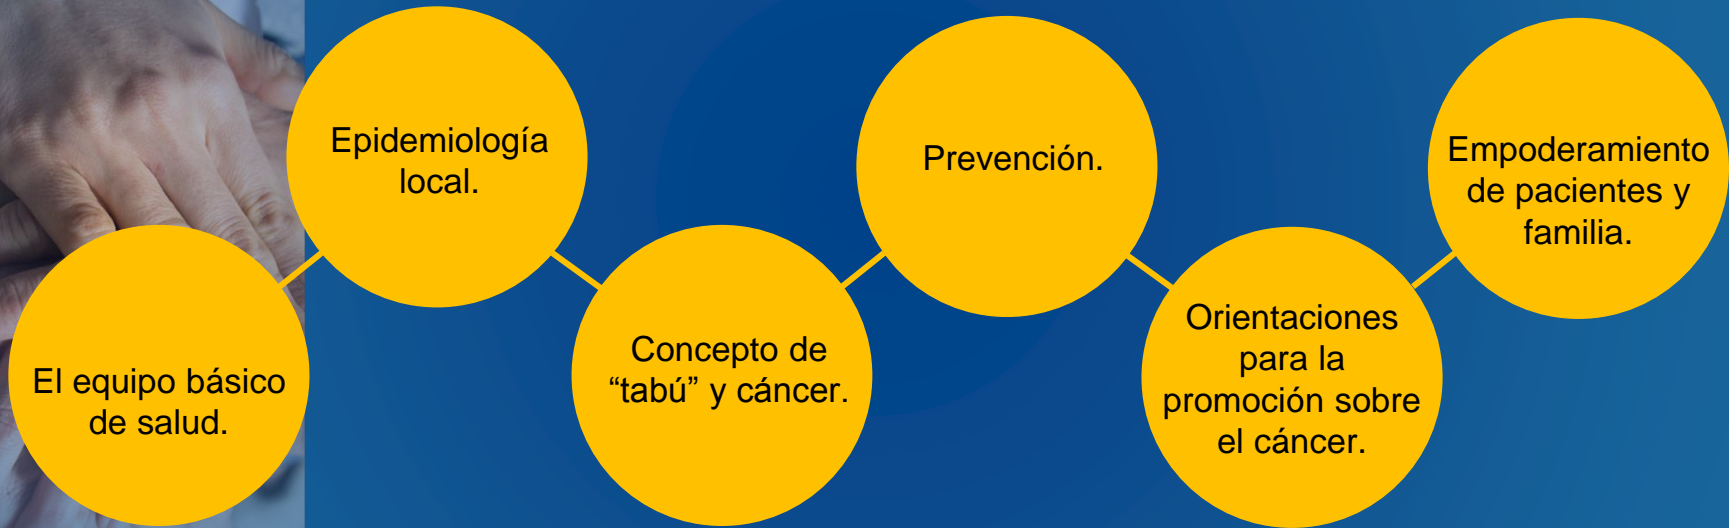 El equipo básico
de salud.
Epidemiología
local.
Concepto de
“tabú” y cáncer.
Prevención.
Orientaciones
para la
promoción sobre
el cáncer.
Empoderamiento
de pacientes y
familia.